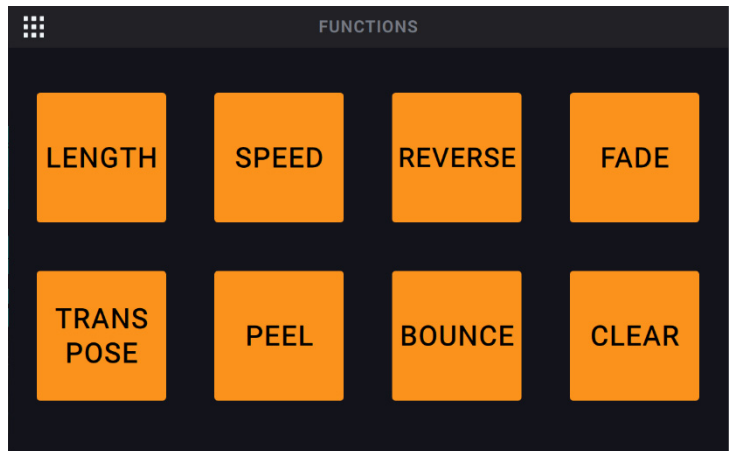 FUNCTIONS
LENGTH
SPEED
REVERSE
FADE
TRANS
POSE
PEEL
BOUNCE
CLEAR